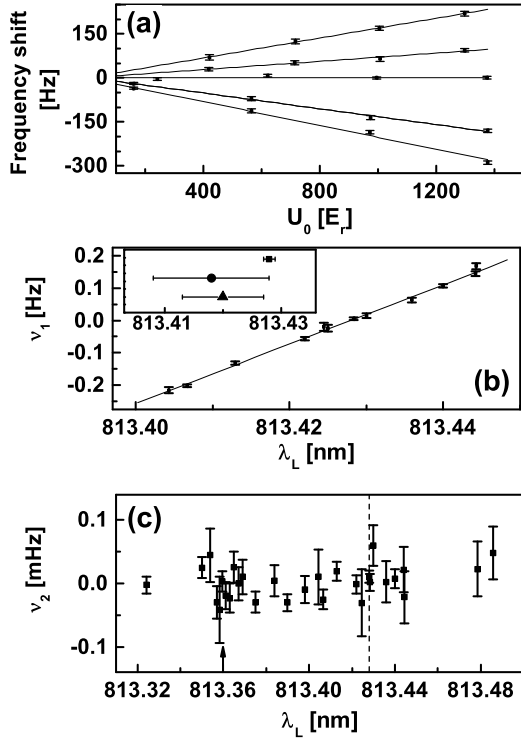 (a)
Frequency shift
[Hz]
150
0
-150
-300
400
800
1200
U₀ [Eᵣ]
0.2
0.1
0.0
-0.1
-0.2
ν₁ [Hz]
813.41
813.43
(b)
813.40
813.42
813.44
λ_L [nm]
(c)
0.1
0.0
-0.1
ν₂ [mHz]
813.32
813.36
813.40
813.44
813.48
λ_L [nm]